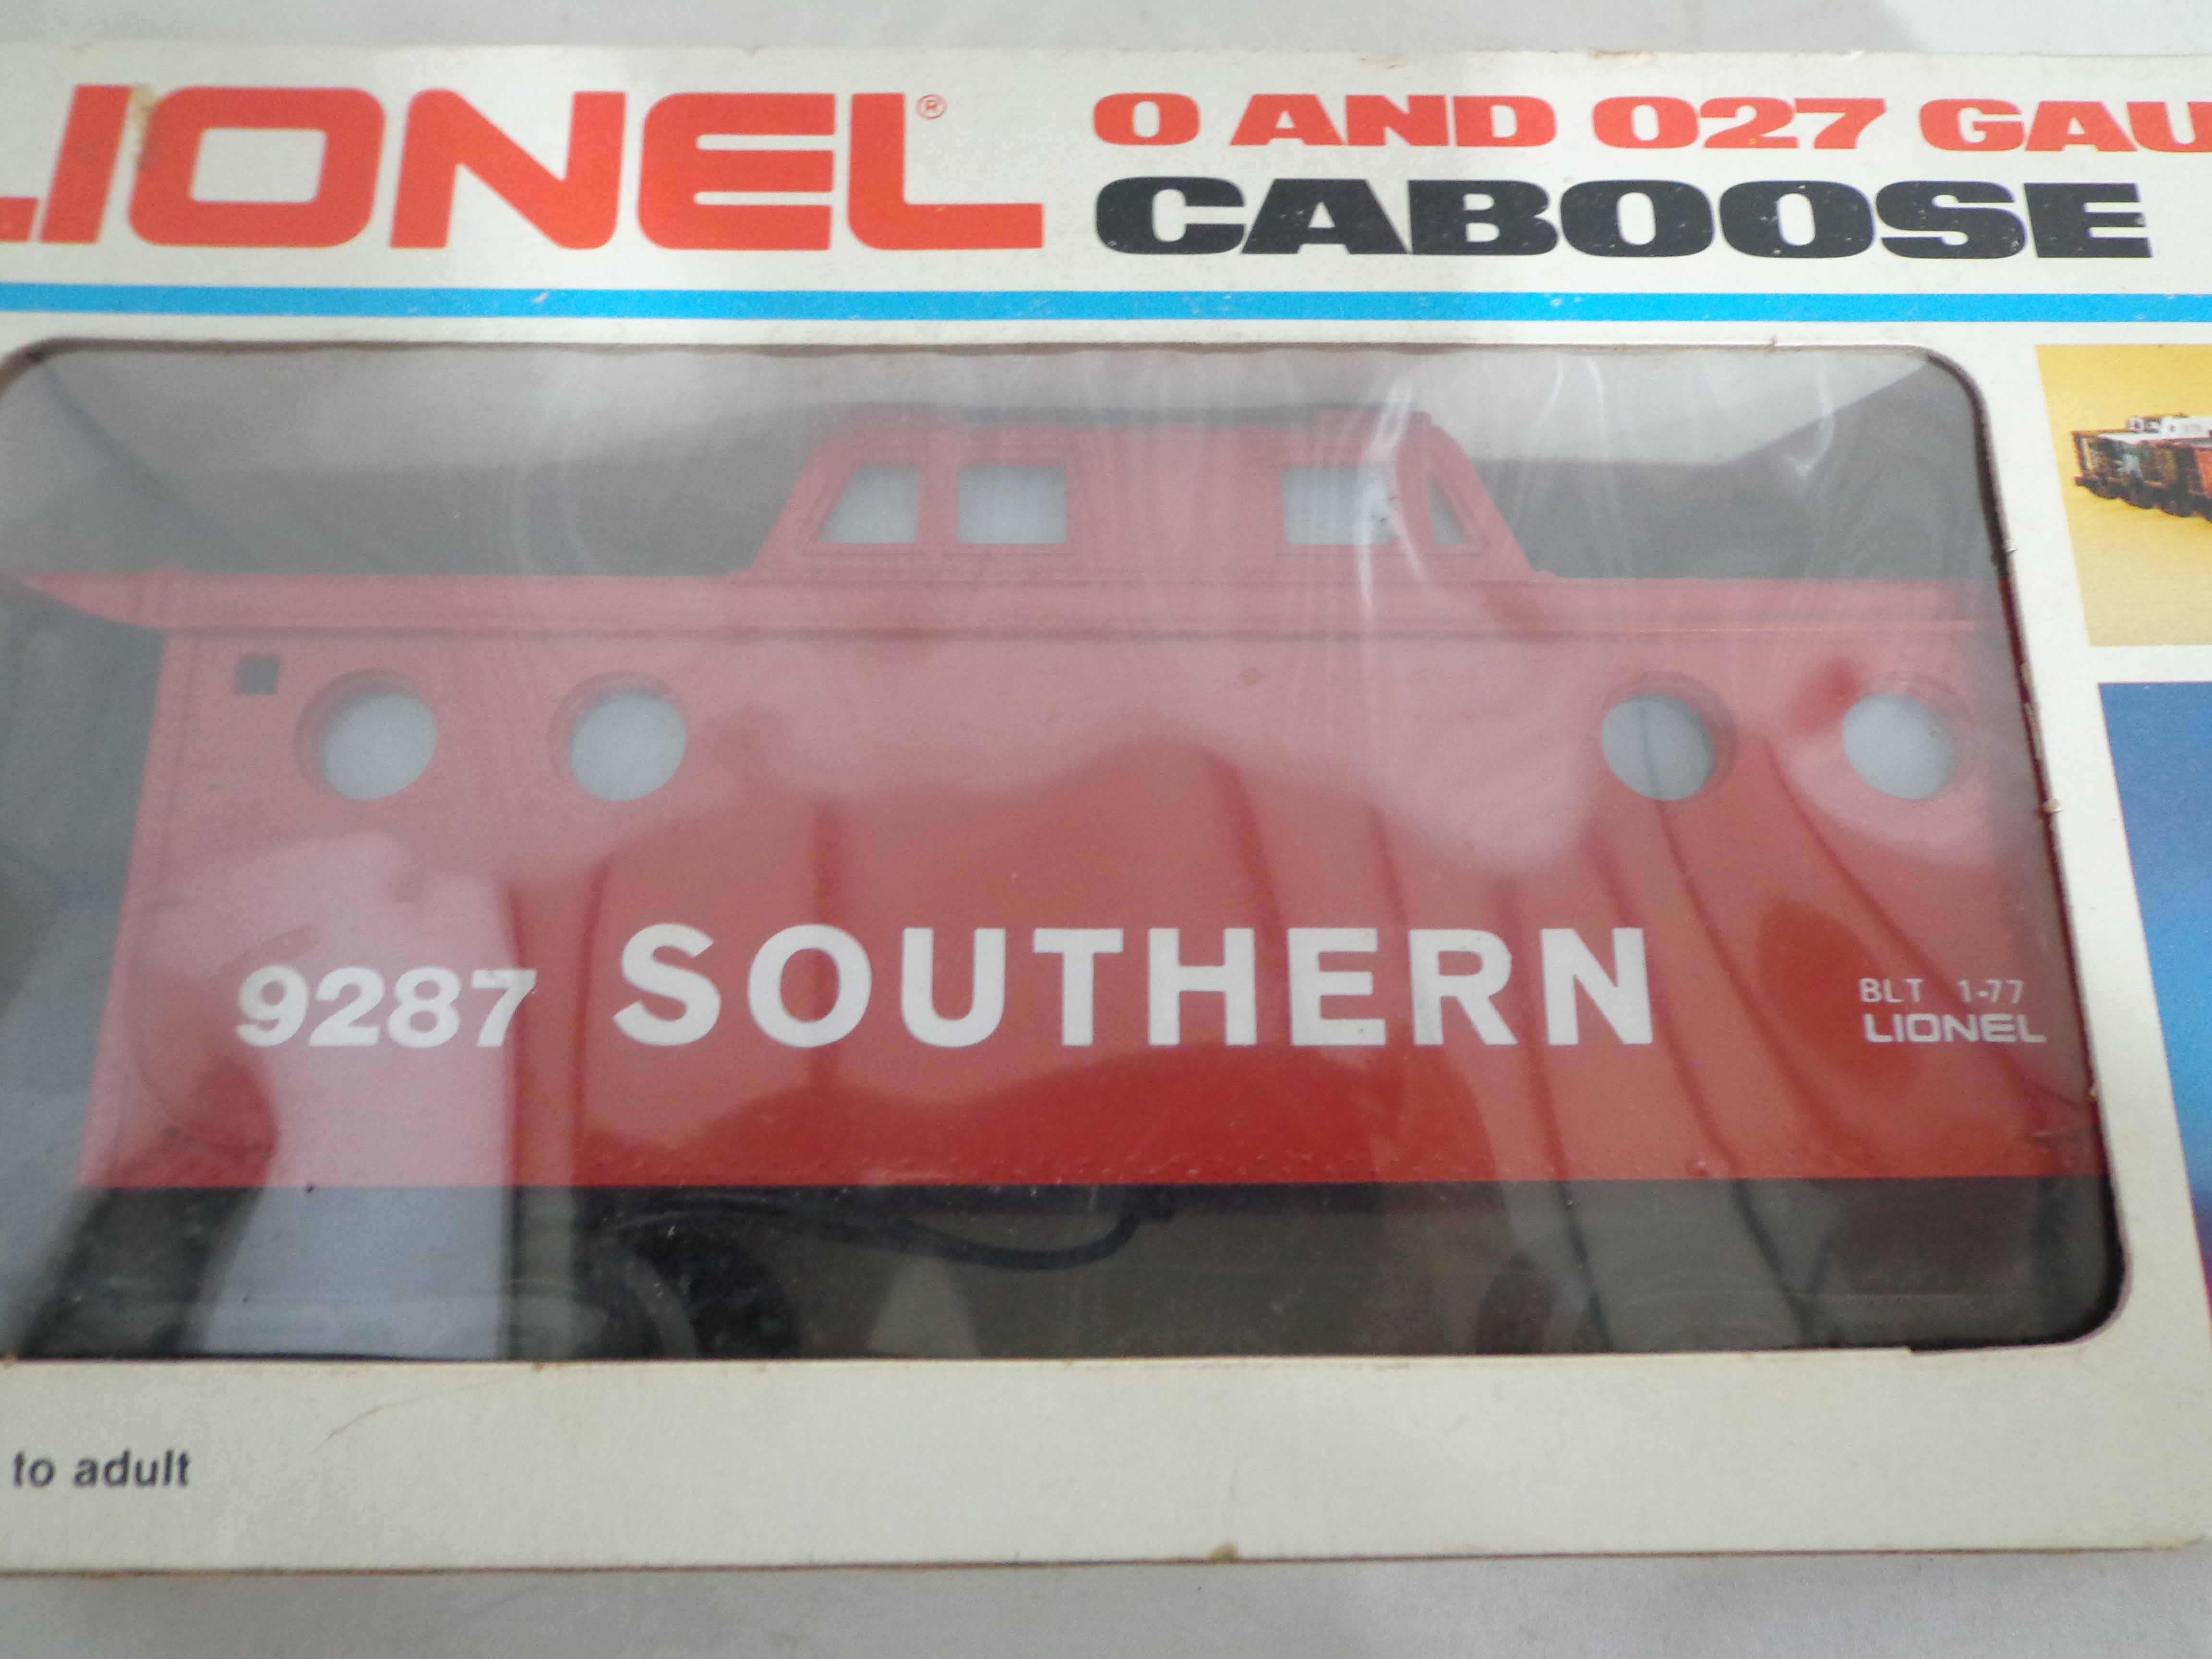 LIONEL®
O AND O27 GAU
CABOOSE
9287 SOUTHERN
BLT 1-77
LIONEL
to adult